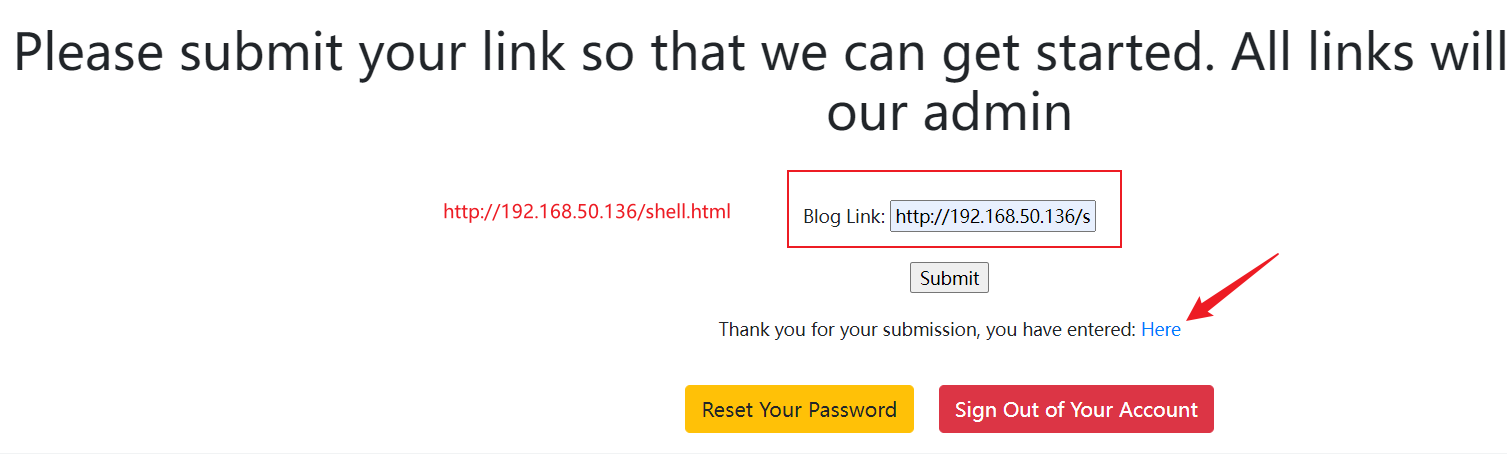 Please submit your link so that we can get started. All links will
our admin
http://192.168.50.136/shell.html
Blog Link: http://192.168.50.136/s
Submit
Thank you for your submission, you have entered: Here
Reset Your Password
Sign Out of Your Account